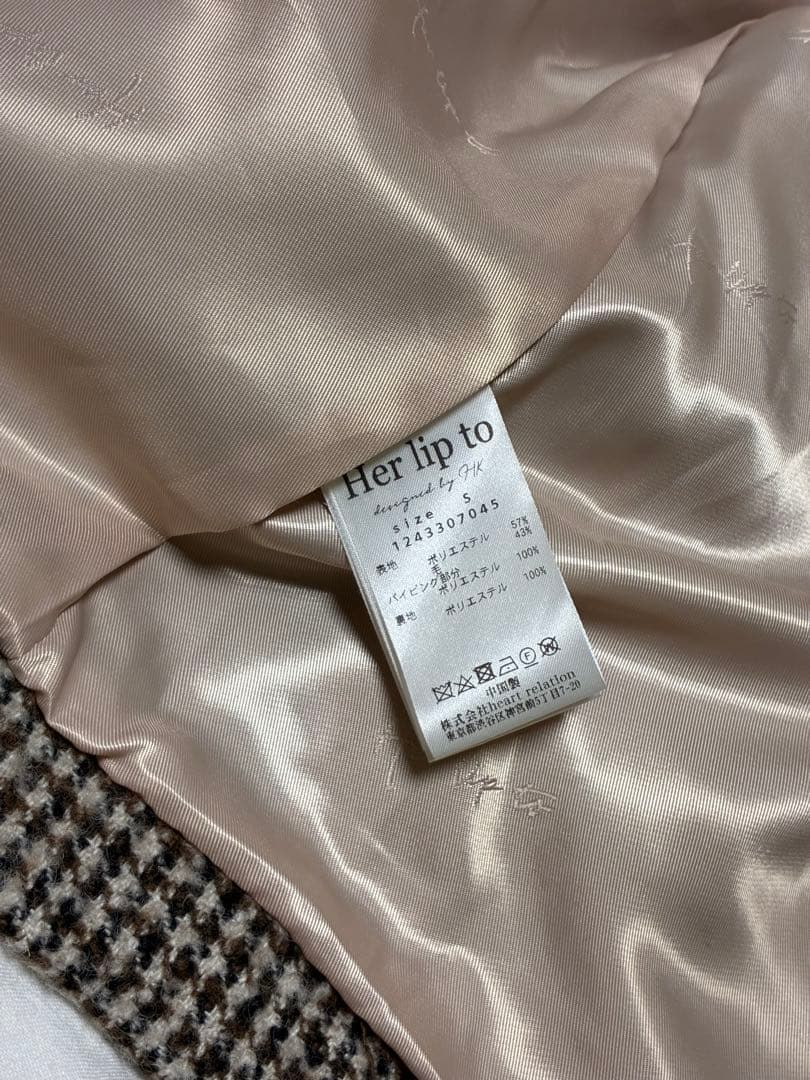 Her lip to
designed by HK
size S
1243307045
表地 ポリエステル 57%
毛 43%
パイピング部分
ポリエステル 100%
裏地 ポリエステル 100%
中国製
株式会社heart relation
東京都渋谷区神宮前5丁目7-20
lip to